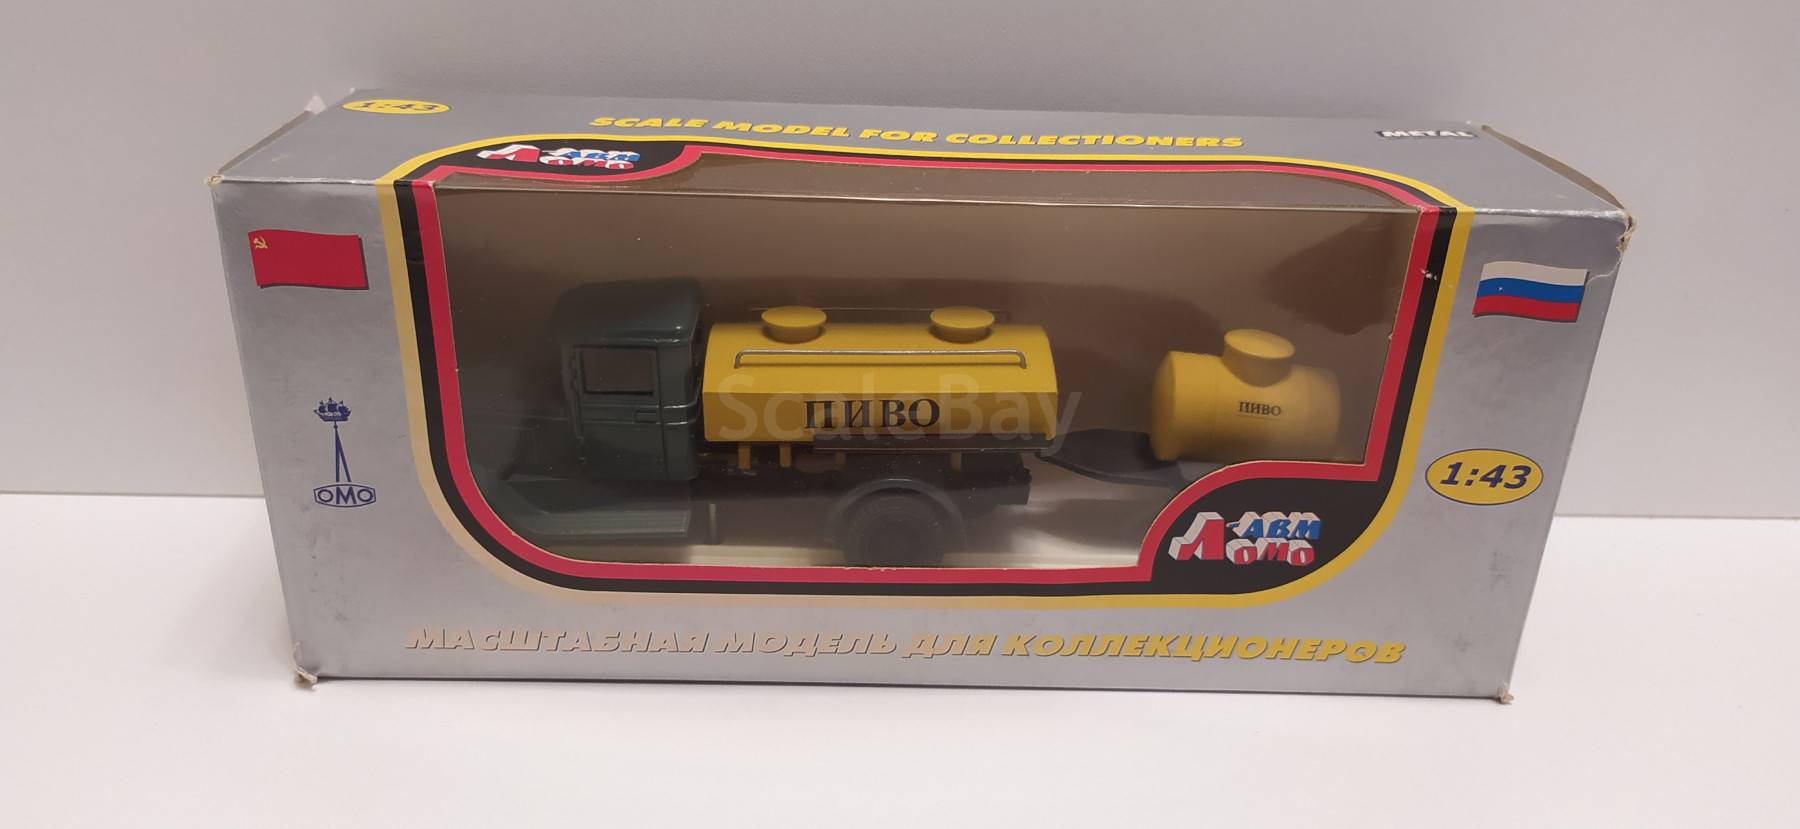 1:43
SCALE MODEL FOR COLLECTIONERS
METAL
Л-АВМ
ЛОМО
ПИВО
ПИВО
ScaleBay
1:43
ОМО
Л-АВМ
ЛОМО
МАСШТАБНАЯ МОДЕЛЬ ДЛЯ КОЛЛЕКЦИОНЕРОВ